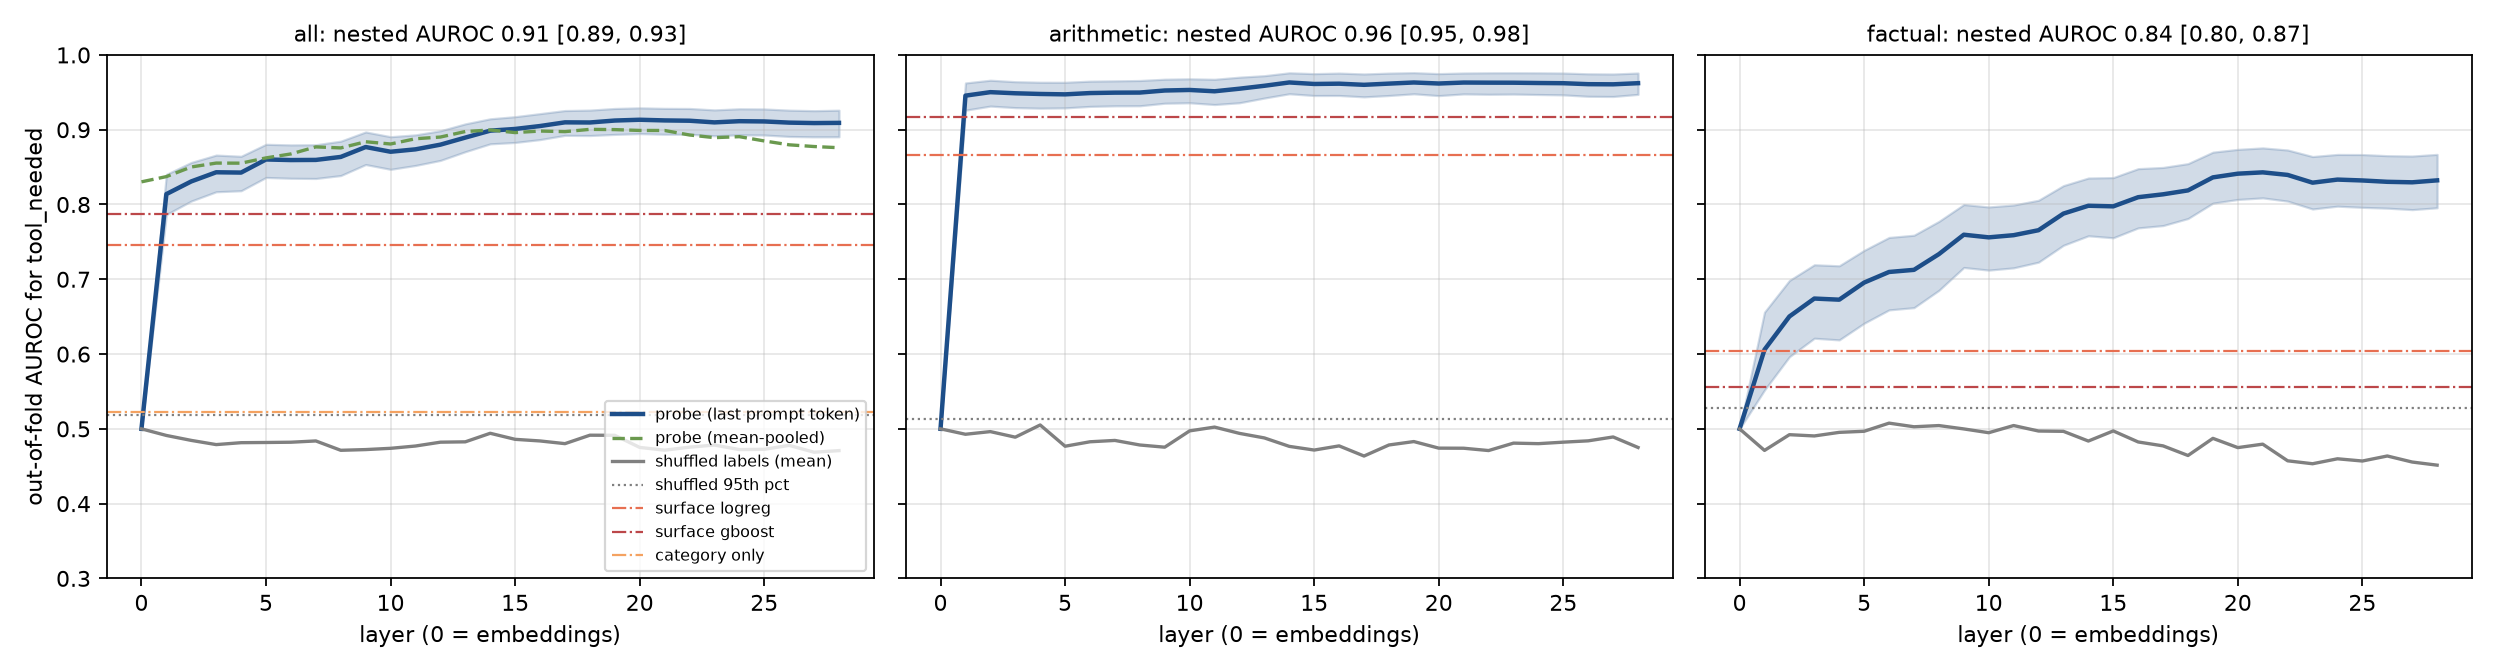 all: nested AUROC 0.91 [0.89, 0.93]
arithmetic: nested AUROC 0.96 [0.95, 0.98]
factual: nested AUROC 0.84 [0.80, 0.87]
out-of-fold AUROC for tool_needed
1.0
0.9
0.8
0.7
0.6
0.5
0.4
0.3
probe (last prompt token)
probe (mean-pooled)
shuffled labels (mean)
shuffled 95th pct
surface logreg
surface gboost
category only
0 5 10 15 20 25
0 5 10 15 20 25
0 5 10 15 20 25
layer (0 = embeddings)
layer (0 = embeddings)
layer (0 = embeddings)